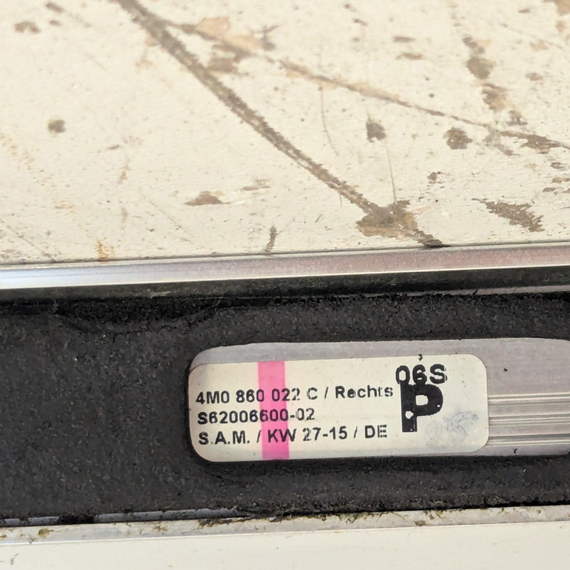 06S
4M0 860 022 C / Rechts
P
S62006600-02
S.A.M. / KW 27-15 / DE